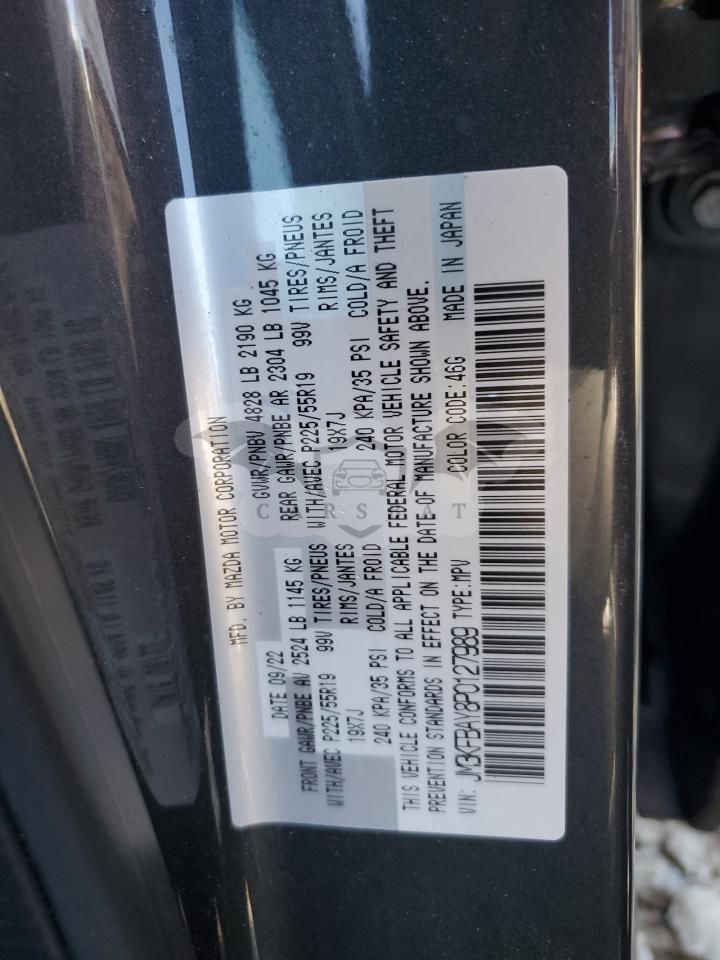 MFD. BY MAZDA MOTOR CORPORATION
DATE 09/22 GVWR/PNBV 4828 LB 2190 KG
FRONT GAWR/PNBE AV 2524 LB 1145 KG REAR GAWR/PNBE AR 2304 LB 1045 KG
WITH/AVEC P225/55R19 99V TIRES/PNEUS WITH/AVEC P225/55R19 99V TIRES/PNEUS
19X7J RIMS/JANTES 19X7J RIMS/JANTES
240 KPA/35 PSI COLD/A FROID 240 KPA/35 PSI COLD/A FROID
THIS VEHICLE CONFORMS TO ALL APPLICABLE FEDERAL MOTOR VEHICLE SAFETY AND THEFT
PREVENTION STANDARDS IN EFFECT ON THE DATE OF MANUFACTURE SHOWN ABOVE.
VIN: JM3KFBAY8P0127989 TYPE:MPV COLOR CODE:46G MADE IN JAPAN